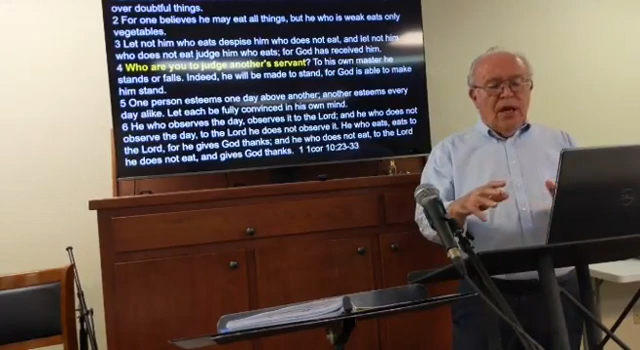 over doubtful things.
2 For one believes he may eat all things, but he who is weak eats only
vegetables.
3 Let not him who eats despise him who does not eat, and let not him
who does not eat judge him who eats; for God has received him.
4 Who are you to judge another's servant? To his own master he
stands or falls. Indeed, he will be made to stand, for God is able to make
him stand.
5 One person esteems one day above another; another esteems every
day alike. Let each be fully convinced in his own mind.
6 He who observes the day, observes it to the Lord; and he who does not
observe the day, to the Lord he does not observe it. He who eats, eats to
the Lord, for he gives God thanks; and he who does not eat, to the Lord
he does not eat, and gives God thanks. 1 1cor 10:23-33
DELL